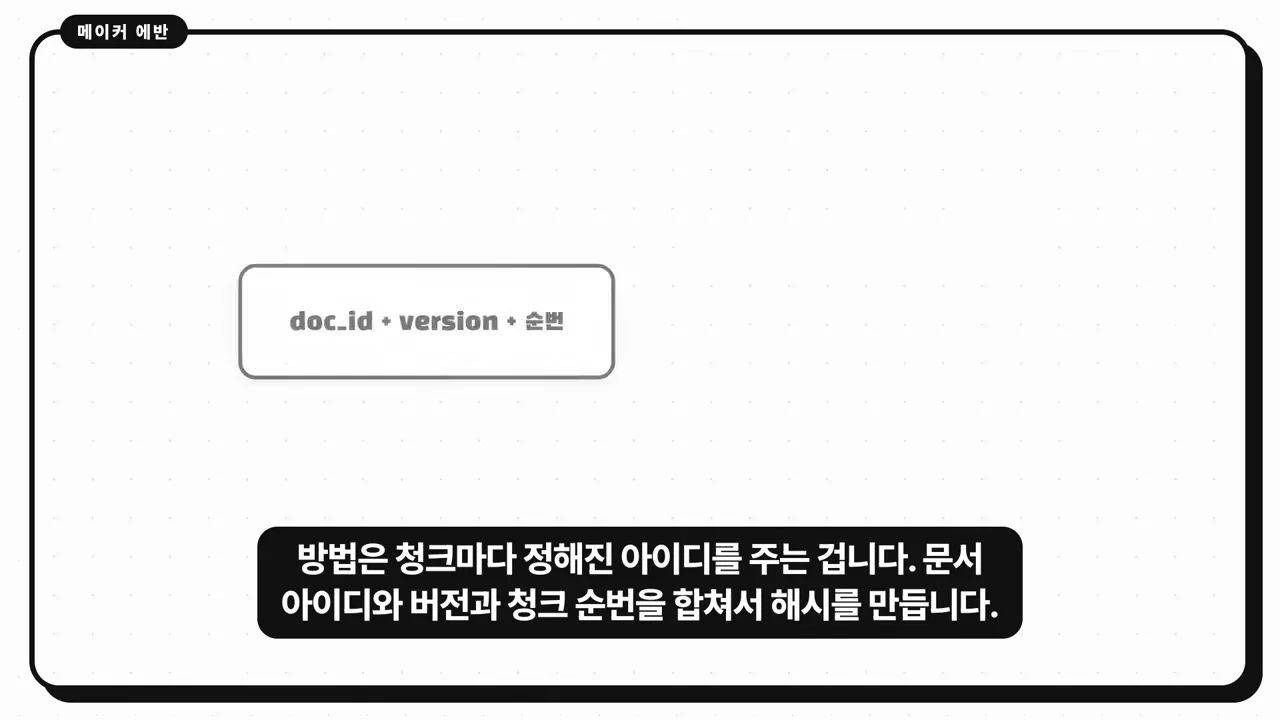 메이커 에반
doc_id + version + 순번
방법은 청크마다 정해진 아이디를 주는 겁니다. 문서
아이디와 버전과 청크 순번을 합쳐서 해시를 만듭니다.